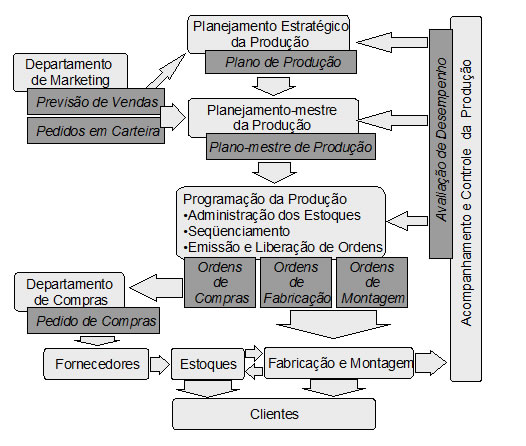 Planejamento Estratégico
da Produção
Plano de Produção
Departamento
de Marketing
Previsão de Vendas
Pedidos em Carteira
Planejamento-mestre
da Produção
Plano-mestre de Produção
Programação da Produção
•Administração dos Estoques
•Seqüenciamento
•Emissão e Liberação de Ordens
Ordens
de
Compras
Ordens
de
Fabricação
Ordens
de
Montagem
Departamento
de Compras
Pedido de Compras
Fornecedores
Estoques
Fabricação e Montagem
Clientes
Avaliação de Desempenho
Acompanhamento e Controle da Produção